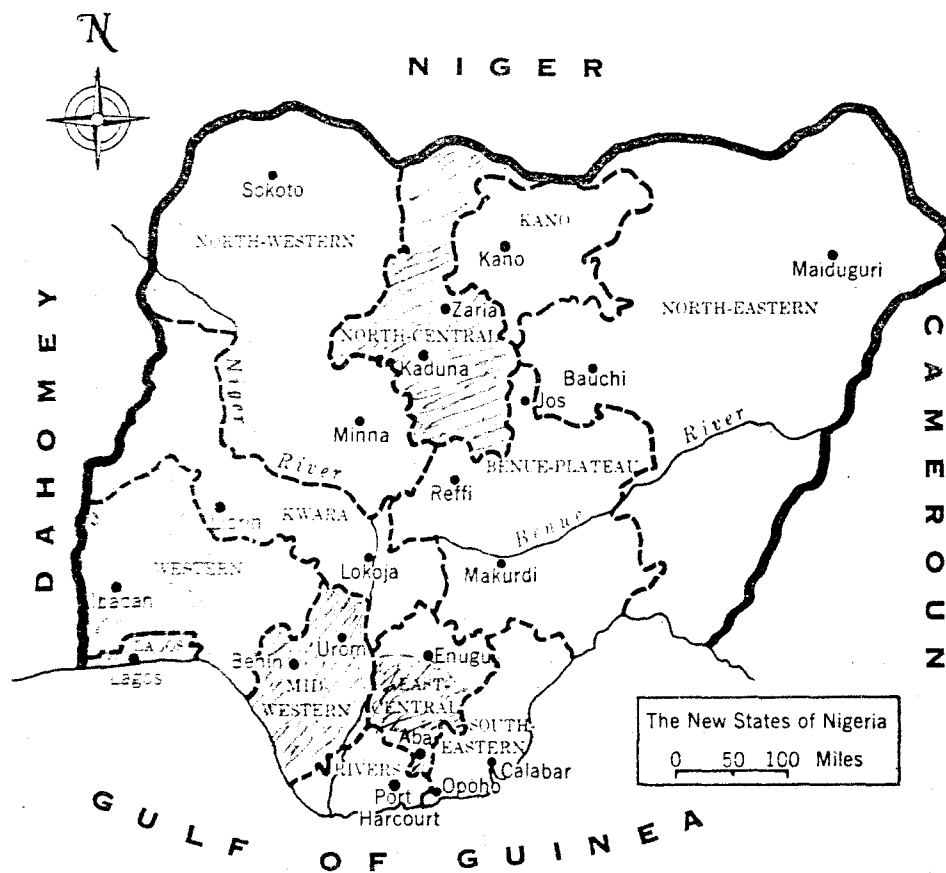 N
NIGER
Sokoto
KANO
NORTH-WESTERN
Kano
Maiduguri
Zaria
NORTH-EASTERN
NORTH-CENTRAL
Kaduna
DAHOMEY
CAMEROUN
Niger
Bauchi
Jos
Minna
River
River
BENUE-PLATEAU
Reffi
KWARA
Benue
WESTERN
Lokoja
Makurdi
Urom
LAGOS
Lagos
Benin
Enugu
MID
WESTERN
EAST-
CENTRAL
SOUTH-
EASTERN
Aba
RIVERS
Calabar
Opobo
Port
Harcourt
The New States of Nigeria
0 50 100 Miles
GULF OF GUINEA